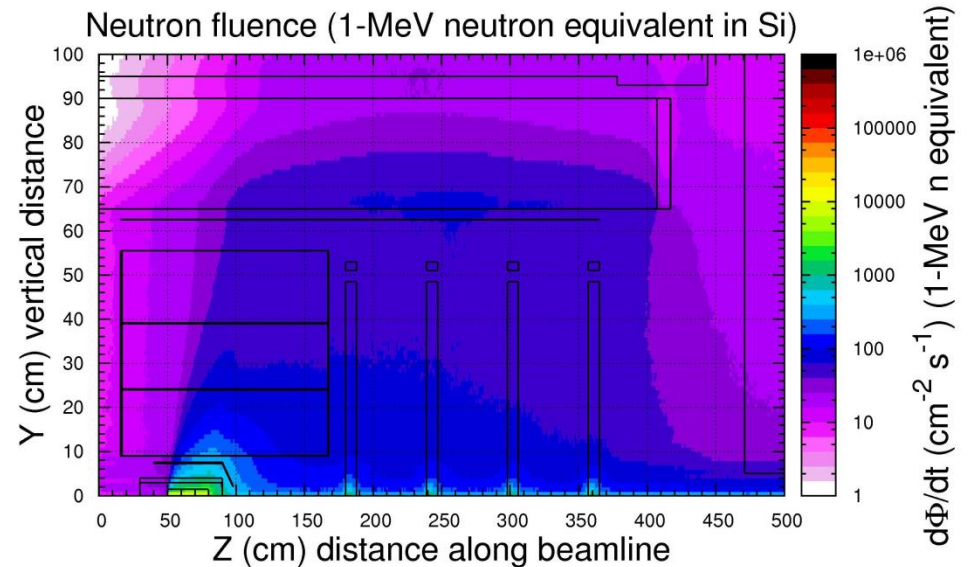 Neutron fluence (1-MeV neutron equivalent in Si)
100
90
80
70
60
50
40
30
20
10
0
Y (cm) vertical distance
0 50 100 150 200 250 300 350 400 450 500
Z (cm) distance along beamline
1e+06
100000
10000
1000
100
10
1
dΦ/dt (cm-2 s-1) (1-MeV n equivalent)